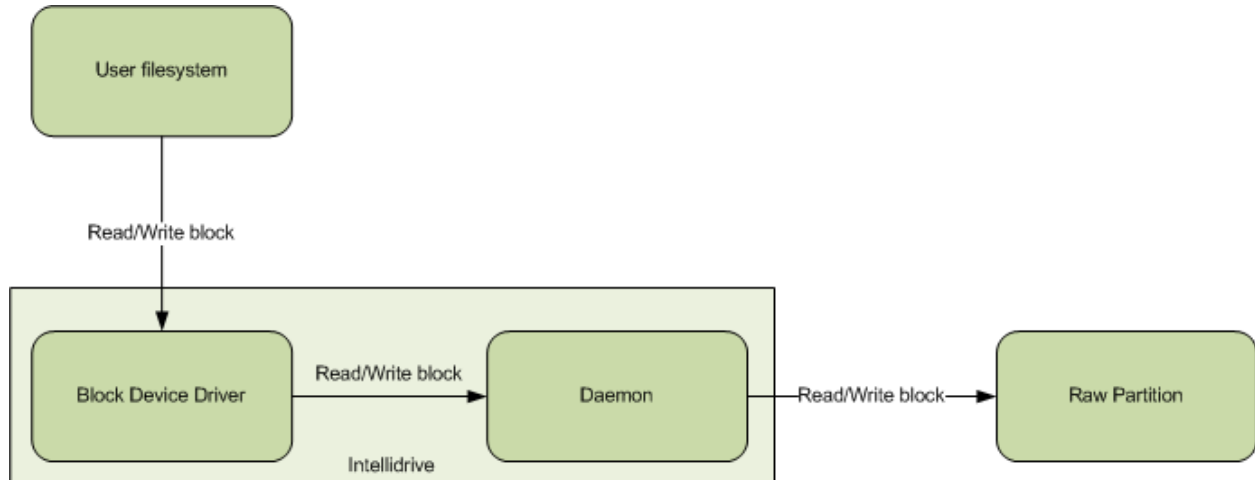 User filesystem
Read/Write block
Block Device Driver
Read/Write block
Daemon
Read/Write block
Raw Partition
Intellidrive